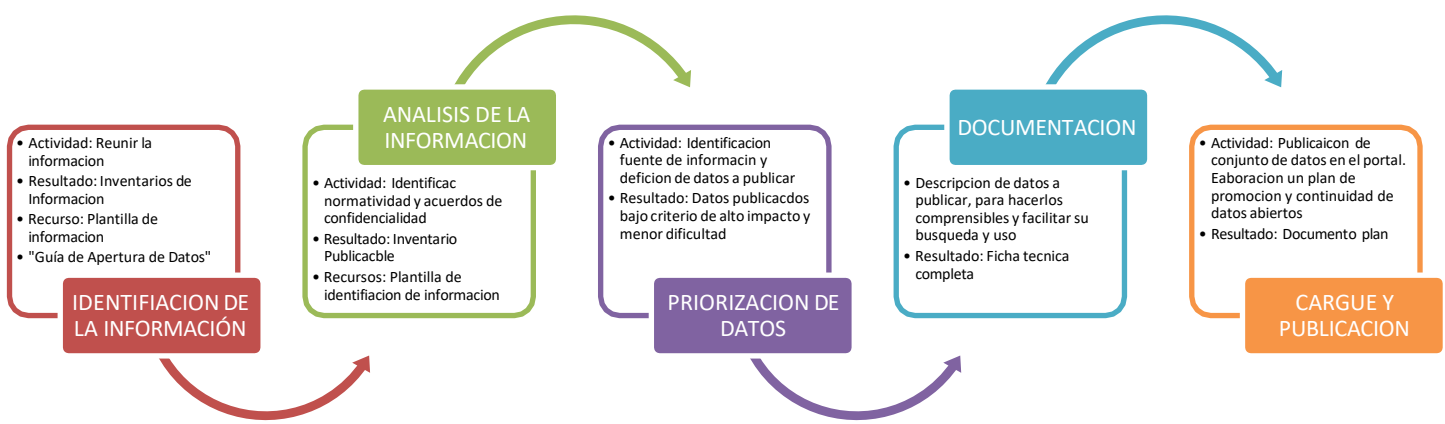 • Actividad: Reunir la
informacion
• Resultado: Inventarios de
Informacion
• Recurso: Plantilla de
informacion
• "Guía de Apertura de Datos"
IDENTIFIACION DE
LA INFORMACIÓN
ANALISIS DE LA
INFORMACION
• Actividad: Identificac
normatividad y acuerdos de
confidencialidad
• Resultado: Inventario
Publicacble
• Recursos: Plantilla de
identifiacion de informacion
• Actividad: Identificacion
fuente de informacin y
deficion de datos a publicar
• Resultado: Datos publicacdos
bajo criterio de alto impacto y
menor dificultad
PRIORIZACION DE
DATOS
DOCUMENTACION
• Descripcion de datos a
publicar, para hacerlos
comprensibles y facilitar su
busqueda y uso
• Resultado: Ficha tecnica
completa
• Actividad: Publicaicon de
conjunto de datos en el portal.
Eaboracion un plan de
promocion y continuidad de
datos abiertos
• Resultado: Documento plan
CARGUE Y
PUBLICACION